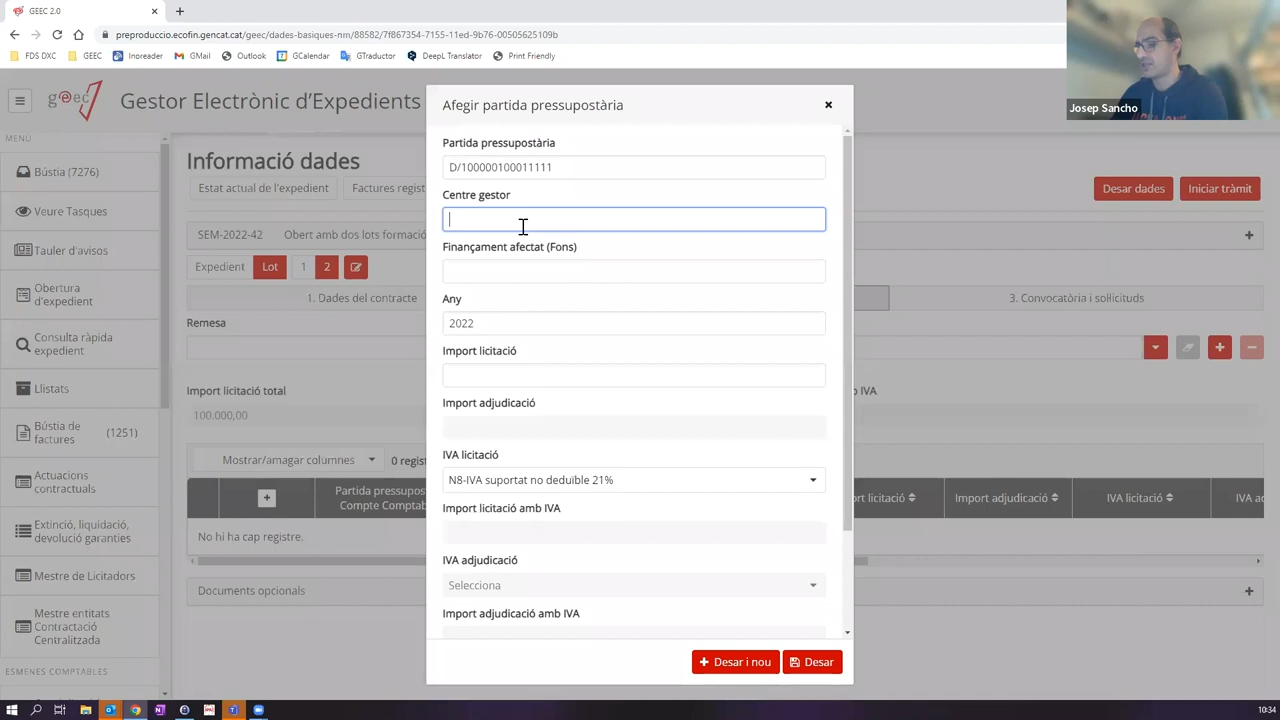 GEEC 2.0
preproduccio.ecofin.gencat.cat/geec/dades-basiques-nm/88582/7f867354-7155-11ed-9b76-00505625109b
FDS DXC
GEEC
Inoreader
GMail
Outlook
GCalendar
GTraductor
DeepL Translator
Print Friendly
Josep Sancho
geec
Gestor Electrònic d'Expedients
MENÚ
Bústia (7276)
Veure Tasques
Tauler d'avisos
Obertura
d'expedient
Consulta ràpida
expedient
Llistats
Bústia de
factures
(1251)
Actuacions
contractuals
Extinció, liquidació,
devolució garanties
Mestre de Licitadors
Mestre entitats
Contractació
Centralitzada
ESMENES COMPTABLES
Informació dades
Estat actual de l'expedient
Factures regist
Desar dades
Iniciar tràmit
SEM-2022-42
Obert amb dos lots formació
Expedient
Lot
1
2
1. Dades del contracte
3. Convocatòria i sol·licituds
Remesa
Import licitació total
100.000,00
IVA
Mostrar/amagar columnes
0 regist
Partida pressupost
Compte Comptab
ort licitació
Import adjudicació
IVA licitació
IVA ad
No hi ha cap registre.
Documents opcionals
Afegir partida pressupostària
Partida pressupostària
D/100000100011111
Centre gestor
Finançament afectat (Fons)
Any
2022
Import licitació
Import adjudicació
IVA licitació
N8-IVA suportat no deduïble 21%
Import licitació amb IVA
IVA adjudicació
Selecciona
Import adjudicació amb IVA
Desar i nou
Desar
10:34